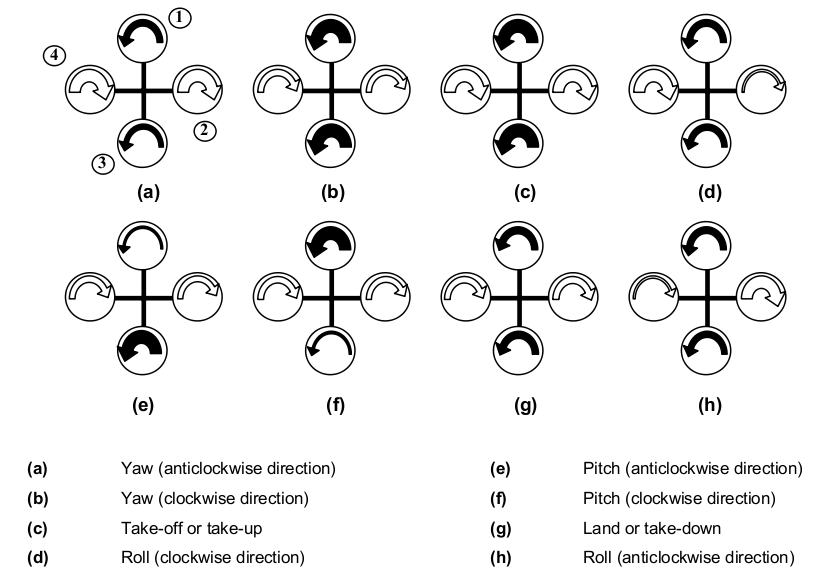 1
4
2
3
(a) (b) (c) (d)
(e) (f) (g) (h)
(a) Yaw (anticlockwise direction) (e) Pitch (anticlockwise direction)
(b) Yaw (clockwise direction) (f) Pitch (clockwise direction)
(c) Take-off or take-up (g) Land or take-down
(d) Roll (clockwise direction) (h) Roll (anticlockwise direction)